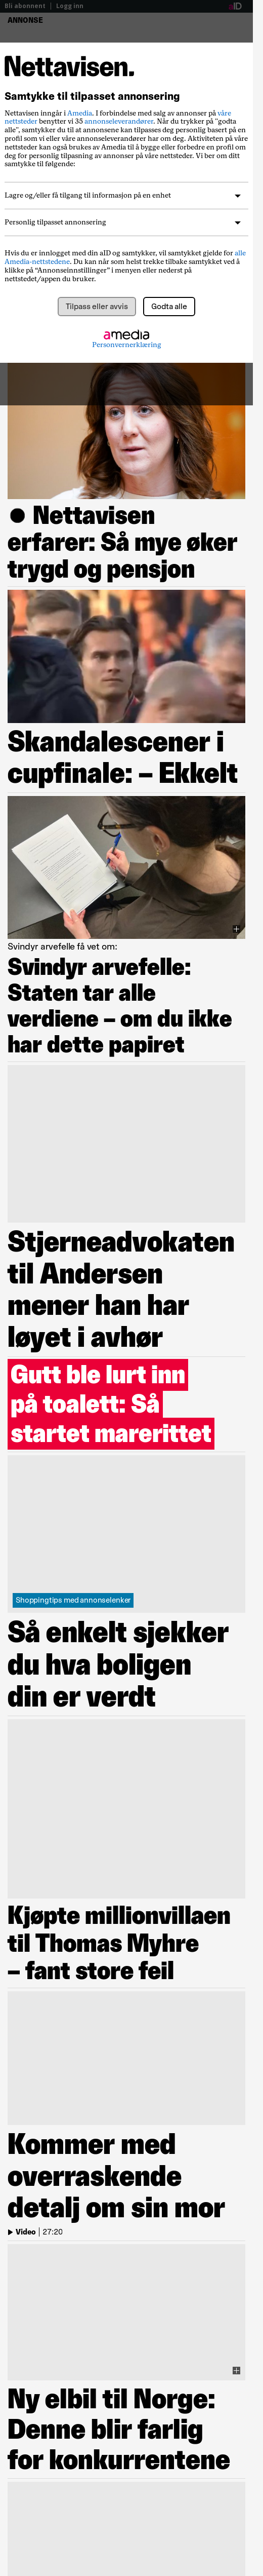 Bli abonnent | Logg inn
aID
ANNONSE
Nettavisen.
Samtykke til tilpasset annonsering
Nettavisen inngår i Amedia. I forbindelse med salg av annonser på våre
nettsteder benytter vi 35 annonseleverandører. Når du trykker på "godta
alle", samtykker du til at annonsene kan tilpasses deg personlig basert på en
profil som vi og/eller våre annonseleverandører har om deg. Aktiviteten på våre
nettsteder kan også brukes av Amedia til å bygge eller forbedre en profil om
deg for personlig tilpasning av annonser på våre nettsteder. Vi ber om ditt
samtykke til følgende:
Lagre og/eller få tilgang til informasjon på en enhet
Personlig tilpasset annonsering
Hvis du er innlogget med din aID og samtykker, vil samtykket gjelde for alle
Amedia-nettstedene. Du kan når som helst trekke tilbake samtykket ved å
klikke på “Annonseinnstillinger” i menyen eller nederst på
nettstedet/appen du bruker.
Tilpass eller avvis
Godta alle
amedia
Personvernerklæring
● Nettavisen
erfarer: Så mye øker
trygd og pensjon
Skandalescener i
cupfinale: – Ekkelt
Svindyr arvefelle få vet om:
Svindyr arvefelle:
Staten tar alle
verdiene – om du ikke
har dette papiret
Stjerneadvokaten
til Andersen
mener han har
løyet i avhør
Gutt ble lurt inn
på toalett: Så
startet marerittet
Shoppingtips med annonselenker
Så enkelt sjekker
du hva boligen
din er verdt
Kjøpte millionvillaen
til Thomas Myhre
– fant store feil
Kommer med
overraskende
detalj om sin mor
Video | 27:20
Ny elbil til Norge:
Denne blir farlig
for konkurrentene